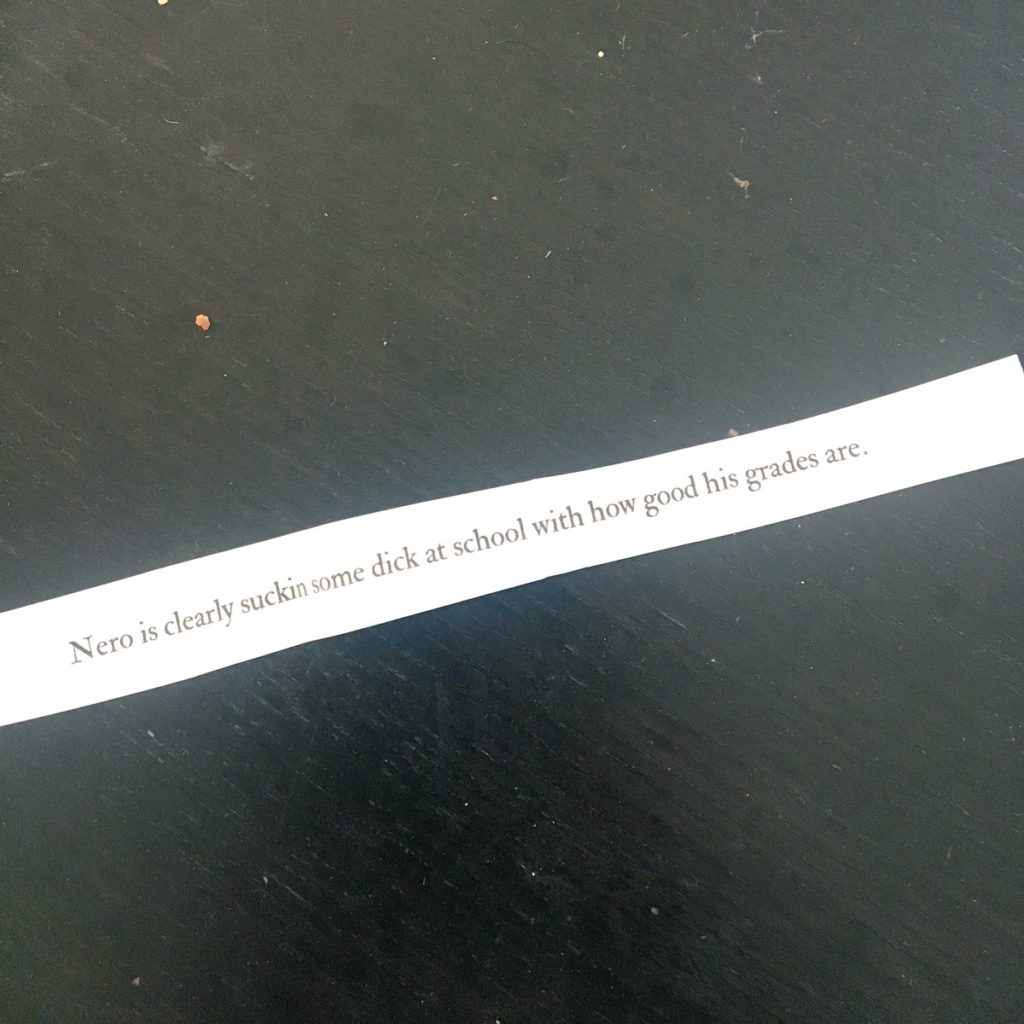 Nero is clearly suckin some dick at school with how good his grades are.